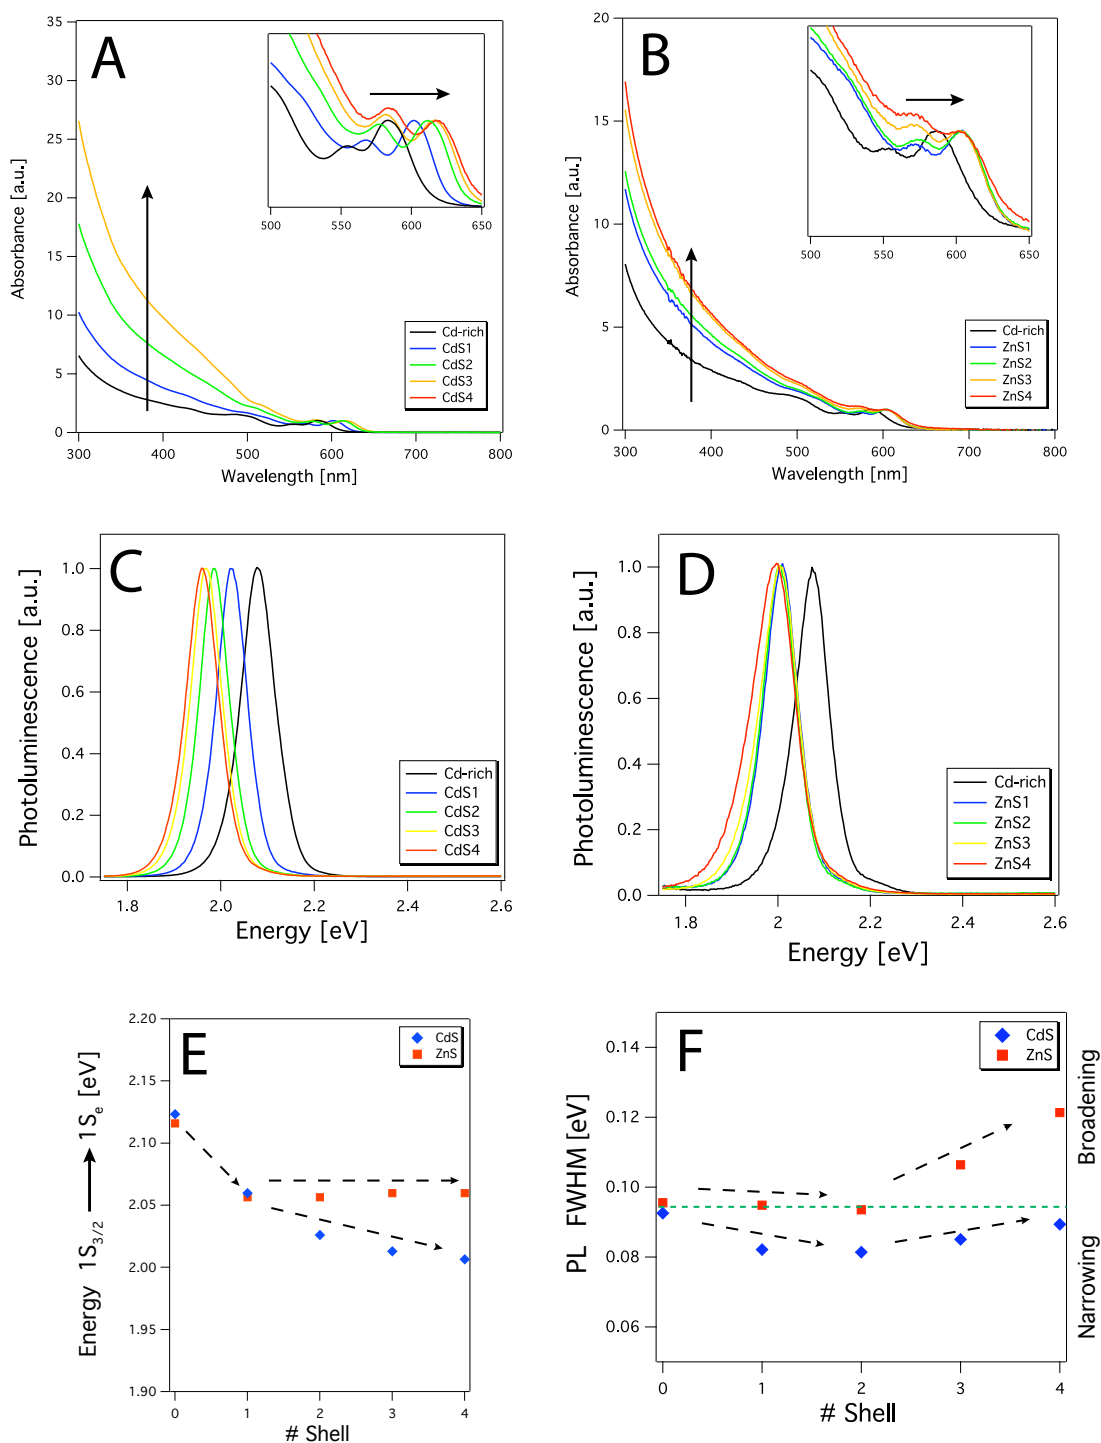 A
35
30
25
20
15
10
5
0
Absorbance [a.u.]
300
400
500
600
700
800
Wavelength [nm]
500
550
600
650
Cd-rich
CdS1
CdS2
CdS3
CdS4
B
20
15
10
5
0
Absorbance [a.u.]
300
400
500
600
700
800
Wavelength [nm]
500
550
600
650
Cd-rich
ZnS1
ZnS2
ZnS3
ZnS4
C
1.0
0.8
0.6
0.4
0.2
0.0
Photoluminescence [a.u.]
1.8
2.0
2.2
2.4
2.6
Energy [eV]
Cd-rich
CdS1
CdS2
CdS3
CdS4
D
1.0
0.8
0.6
0.4
0.2
0.0
Photoluminescence [a.u.]
1.8
2
2.2
2.4
2.6
Energy [eV]
Cd-rich
ZnS1
ZnS2
ZnS3
ZnS4
E
2.20
2.15
2.10
2.05
2.00
1.95
1.90
Energy 1S3/2 → 1Se [eV]
0
1
2
3
4
# Shell
CdS
ZnS
F
0.14
0.12
0.10
0.08
0.06
PL FWHM [eV]
0
1
2
3
4
# Shell
CdS
ZnS
Broadening
Narrowing